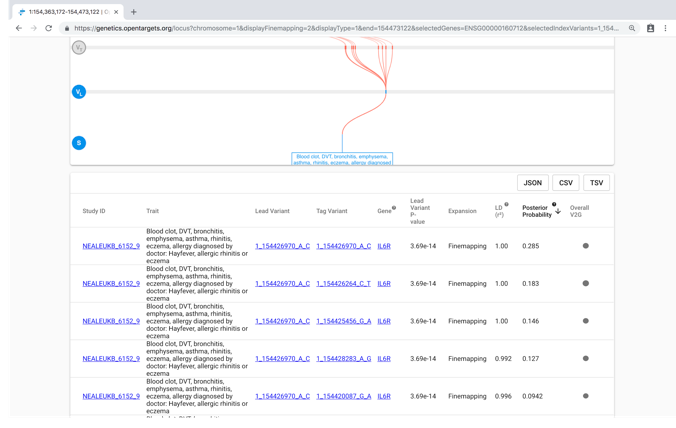 1:154,363,172-154,473,122 | O
https://genetics.opentargets.org/locus?chromosome=1&displayFinemapping=2&displayType=1&end=154473122&selectedGenes=ENSG00000160712&selectedIndexVariants=1_154...
VT
VL
S
Blood clot, DVT, bronchitis, emphysema,
asthma, rhinitis, eczema, allergy diagnosed
JSON CSV TSV
Study ID Trait Lead Variant Tag Variant Gene Lead Variant P-value Expansion LD (r²) Posterior Probability Overall V2G
Blood clot, DVT, bronchitis,
emphysema, asthma, rhinitis,
NEALEUKB_6152_9 eczema, allergy diagnosed by 1_154426970_A_C 1_154426970_A_C IL6R 3.69e-14 Finemapping 1.00 0.285
doctor: Hayfever, allergic rhinitis or
eczema
Blood clot, DVT, bronchitis,
emphysema, asthma, rhinitis,
NEALEUKB_6152_9 eczema, allergy diagnosed by 1_154426970_A_C 1_154426264_C_T IL6R 3.69e-14 Finemapping 1.00 0.183
doctor: Hayfever, allergic rhinitis or
eczema
Blood clot, DVT, bronchitis,
emphysema, asthma, rhinitis,
NEALEUKB_6152_9 eczema, allergy diagnosed by 1_154426970_A_C 1_154425456_G_A IL6R 3.69e-14 Finemapping 1.00 0.146
doctor: Hayfever, allergic rhinitis or
eczema
Blood clot, DVT, bronchitis,
emphysema, asthma, rhinitis,
NEALEUKB_6152_9 eczema, allergy diagnosed by 1_154426970_A_C 1_154428283_A_G IL6R 3.69e-14 Finemapping 0.992 0.127
doctor: Hayfever, allergic rhinitis or
eczema
Blood clot, DVT, bronchitis,
emphysema, asthma, rhinitis,
NEALEUKB_6152_9 eczema, allergy diagnosed by 1_154426970_A_C 1_154420087_G_A IL6R 3.69e-14 Finemapping 0.996 0.0942
doctor: Hayfever, allergic rhinitis or
eczema